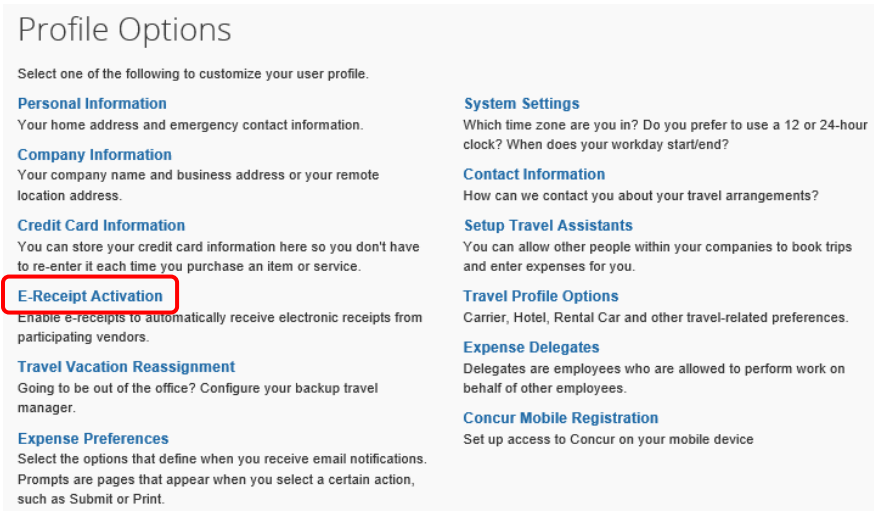 Profile Options
Select one of the following to customize your user profile.
Personal Information
Your home address and emergency contact information.
Company Information
Your company name and business address or your remote
location address.
Credit Card Information
You can store your credit card information here so you don't have
to re-enter it each time you purchase an item or service.
E-Receipt Activation
Enable e-receipts to automatically receive electronic receipts from
participating vendors.
Travel Vacation Reassignment
Going to be out of the office? Configure your backup travel
manager.
Expense Preferences
Select the options that define when you receive email notifications.
Prompts are pages that appear when you select a certain action,
such as Submit or Print.
System Settings
Which time zone are you in? Do you prefer to use a 12 or 24-hour
clock? When does your workday start/end?
Contact Information
How can we contact you about your travel arrangements?
Setup Travel Assistants
You can allow other people within your companies to book trips
and enter expenses for you.
Travel Profile Options
Carrier, Hotel, Rental Car and other travel-related preferences.
Expense Delegates
Delegates are employees who are allowed to perform work on
behalf of other employees.
Concur Mobile Registration
Set up access to Concur on your mobile device